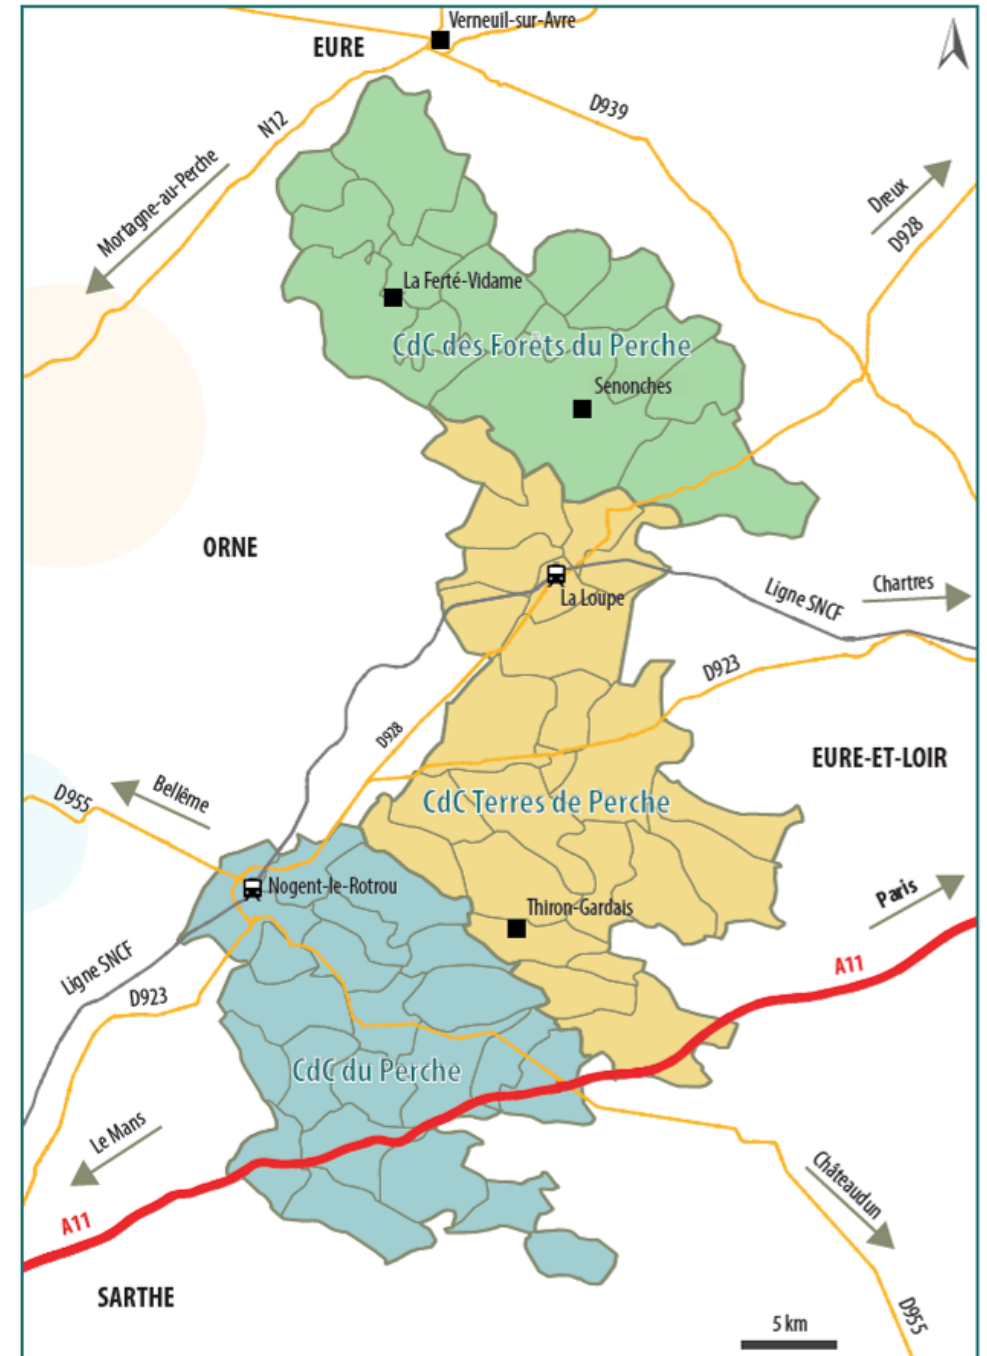 Verneuil-sur-Avre
EURE
D939
N12
Mortagne-au-Perche
Dreux
D928
La Ferté-Vidame
CdC des Forêts du Perche
Senonches
ORNE
La Loupe
Ligne SNCF
Chartres
D923
D928
EURE-ET-LOIR
Bellême
D955
CdC Terres de Perche
Nogent-le-Rotrou
Thiron-Gardais
Paris
A11
Ligne SNCF
D923
CdC du Perche
Le Mans
Châteaudun
A11
SARTHE
D955
5 km